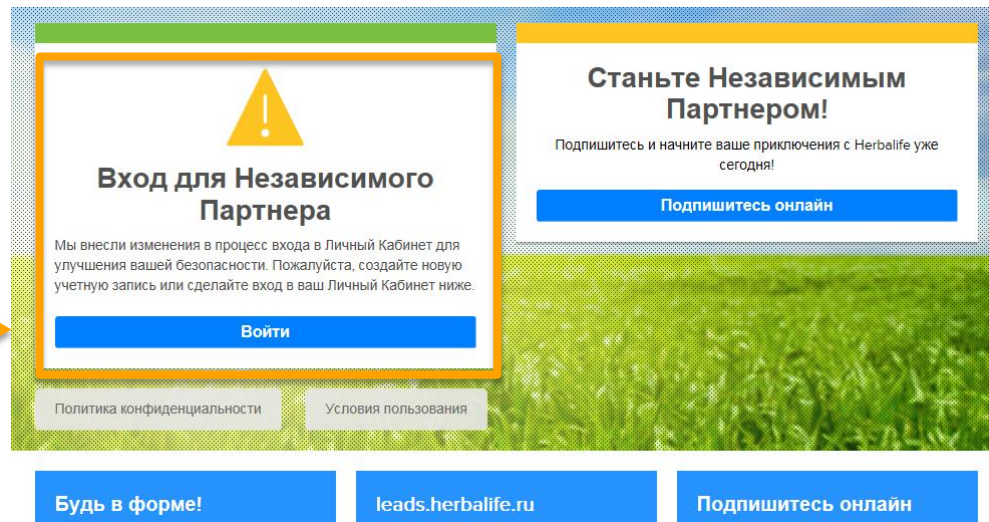 Вход для Независимого
Партнера
Мы внесли изменения в процесс входа в Личный Кабинет для
улучшения вашей безопасности. Пожалуйста, создайте новую
учетную запись или сделайте вход в ваш Личный Кабинет ниже.
Войти
Политика конфиденциальности
Условия пользования
Станьте Независимым
Партнером!
Подпишитесь и начните ваше приключения с Herbalife уже
сегодня!
Подпишитесь онлайн
Будь в форме!
leads.herbalife.ru
Подпишитесь онлайн